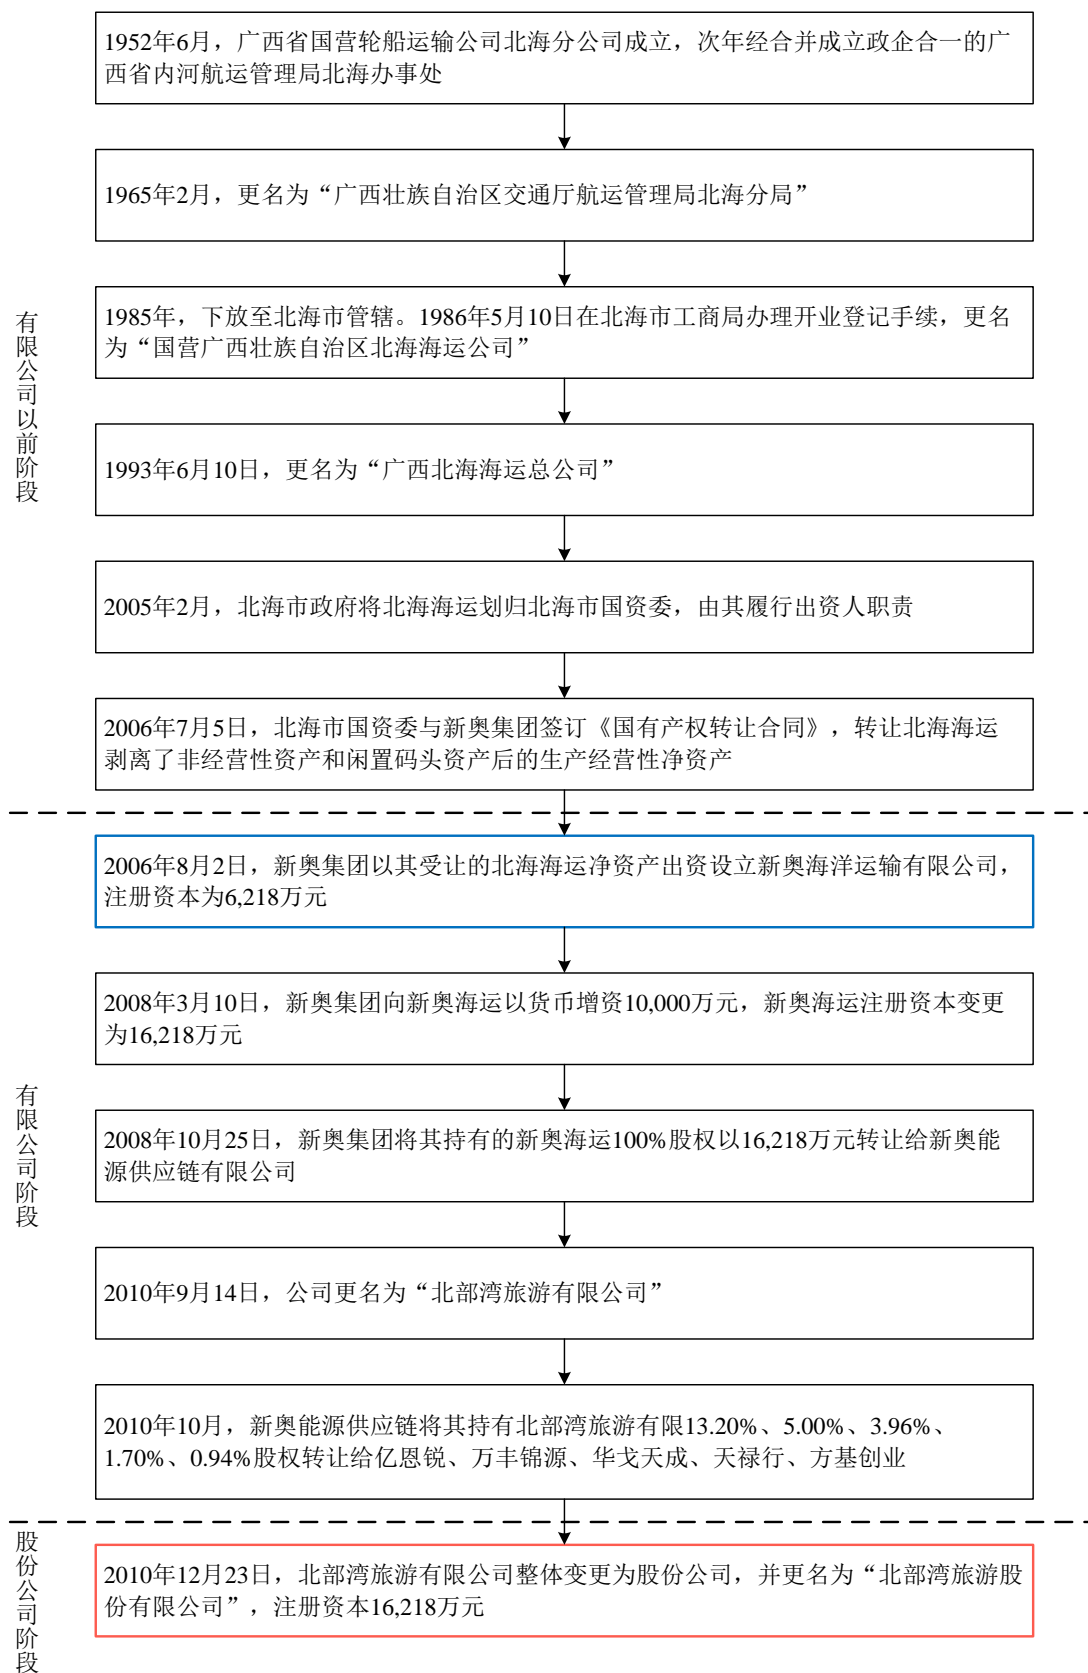 1952年6月，广西省国营轮船运输公司北海分公司成立，次年经合并成立政企合一的广
西省内河航运管理局北海办事处
1965年2月，更名为“广西壮族自治区交通厅航运管理局北海分局”
有限公司以前阶段
1985年，下放至北海市管辖。1986年5月10日在北海市工商局办理开业登记手续，更名
为“国营广西壮族自治区北海海运公司”
1993年6月10日，更名为“广西北海海运总公司”
2005年2月，北海市政府将北海海运划归北海市国资委，由其履行出资人职责
2006年7月5日，北海市国资委与新奥集团签订《国有产权转让合同》，转让北海海运
剥离了非经营性资产和闲置码头资产后的生产经营性净资产
2006年8月2日，新奥集团以其受让的北海海运净资产出资设立新奥海洋运输有限公司，
注册资本为6,218万元
2008年3月10日，新奥集团向新奥海运以货币增资10,000万元，新奥海运注册资本变更
为16,218万元
有限公司阶段
2008年10月25日，新奥集团将其持有的新奥海运100%股权以16,218万元转让给新奥能
源供应链有限公司
2010年9月14日，公司更名为“北部湾旅游有限公司”
2010年10月，新奥能源供应链将其持有北部湾旅游有限13.20%、5.00%、3.96%、
1.70%、0.94%股权转让给亿恩锐、万丰锦源、华戈天成、天禄行、方基创业
股份公司阶段
2010年12月23日，北部湾旅游有限公司整体变更为股份公司，并更名为“北部湾旅游股
份有限公司”，注册资本16,218万元